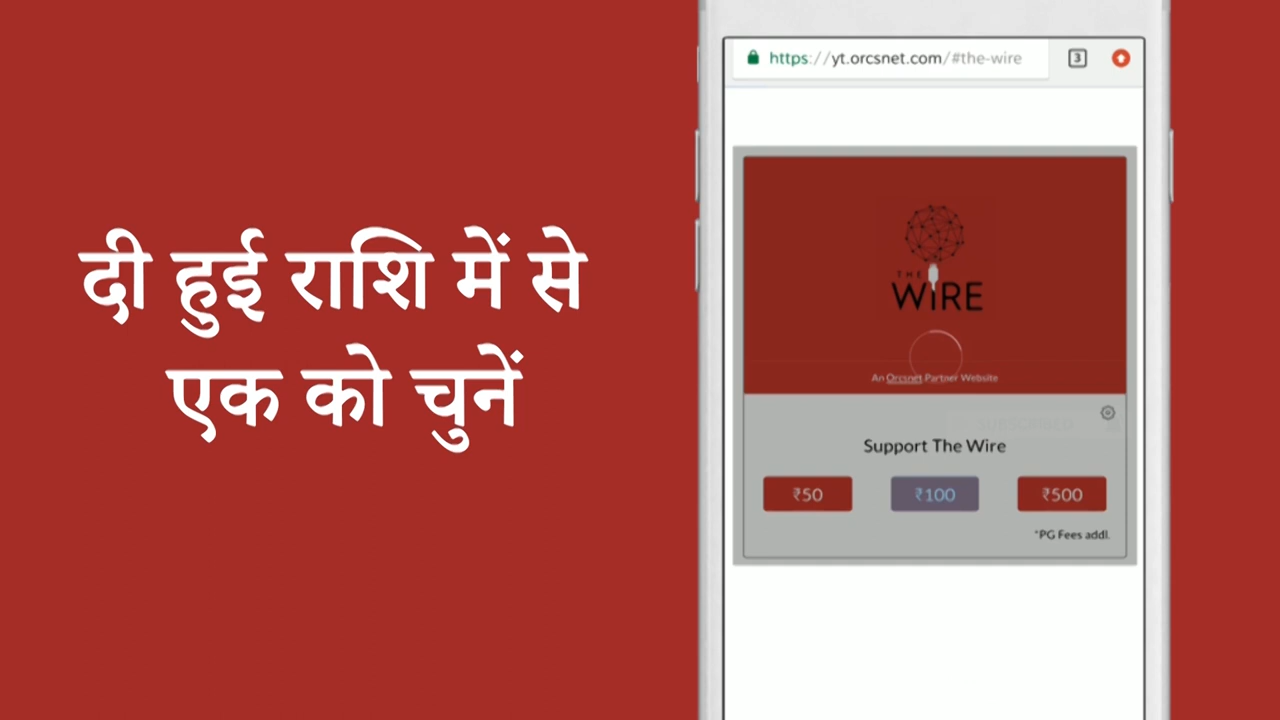 दी हुई राशि में से
एक को चुनें
https://yt.orcsnet.com/#the-wire
3
THE
WIRE
An Orcsnet Partner Website
Support The Wire
₹50
₹100
₹500
*PG Fees addl.